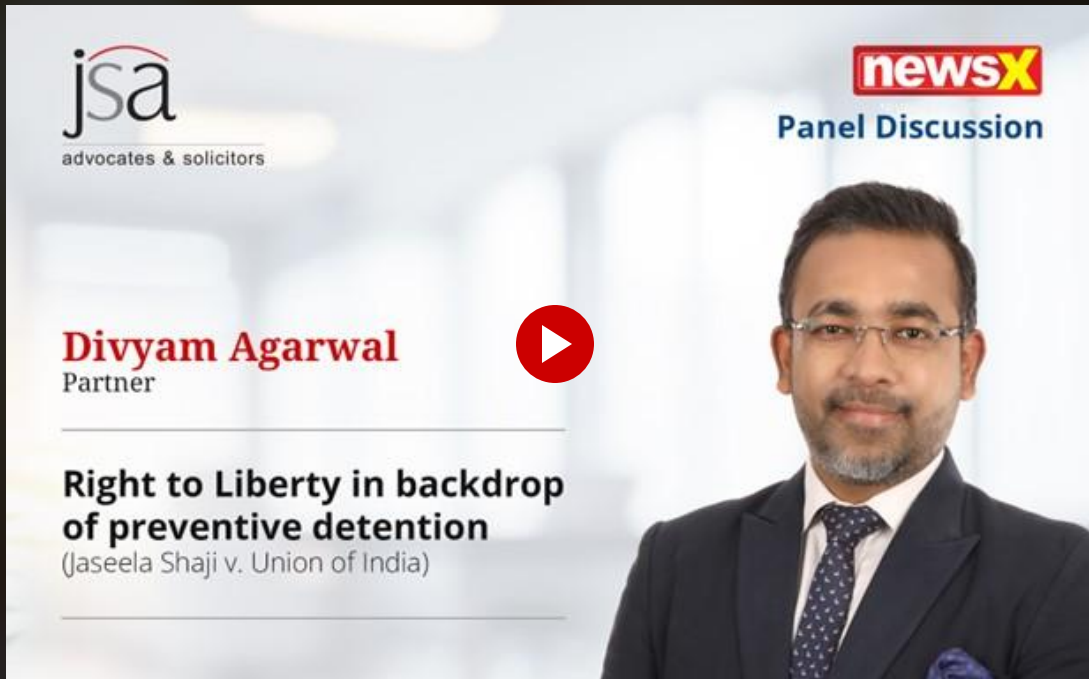 jsa
advocates & solicitors
newsX
Panel Discussion
Divyam Agarwal
Partner
Right to Liberty in backdrop
of preventive detention
(Jaseela Shaji v. Union of India)